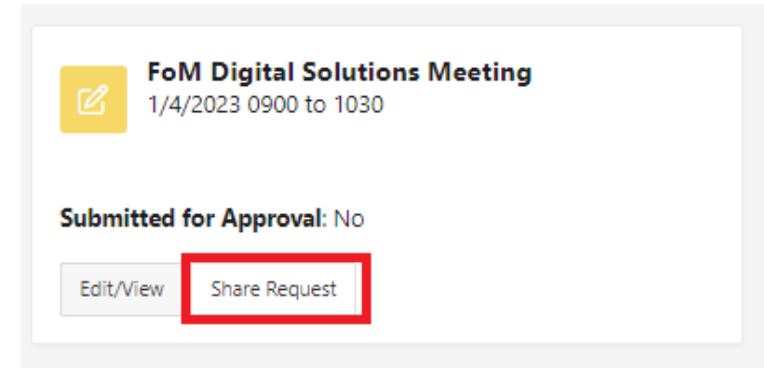 FoM Digital Solutions Meeting
1/4/2023 0900 to 1030
Submitted for Approval: No
Edit/View Share Request